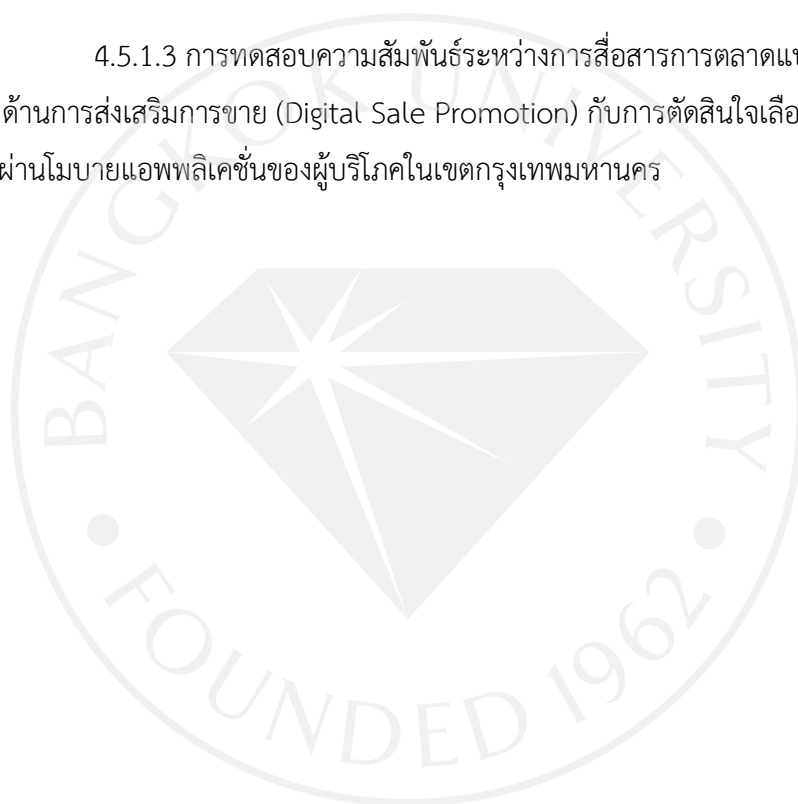 4.5.1.3 การทดสอบความสัมพันธ์ระหว่างการสื่อสารการตลาด
ด้านการส่งเสริมการขาย (Digital Sale Promotion) กับการตัดสินใจ
ผ่านโมบายแอพพลิเคชั่นของผู้บริโภคในเขตกรุงเทพมหานคร
BANGKOK UNIVERSITY
FOUNDED 1962